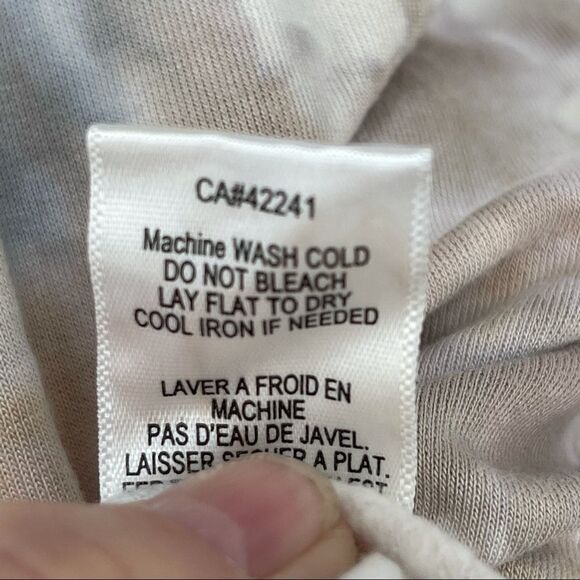 CA#42241
Machine WASH COLD
DO NOT BLEACH
LAY FLAT TO DRY
COOL IRON IF NEEDED
LAVER A FROID EN
MACHINE
PAS D'EAU DE JAVEL.
LAISSER SECHER A PLAT.